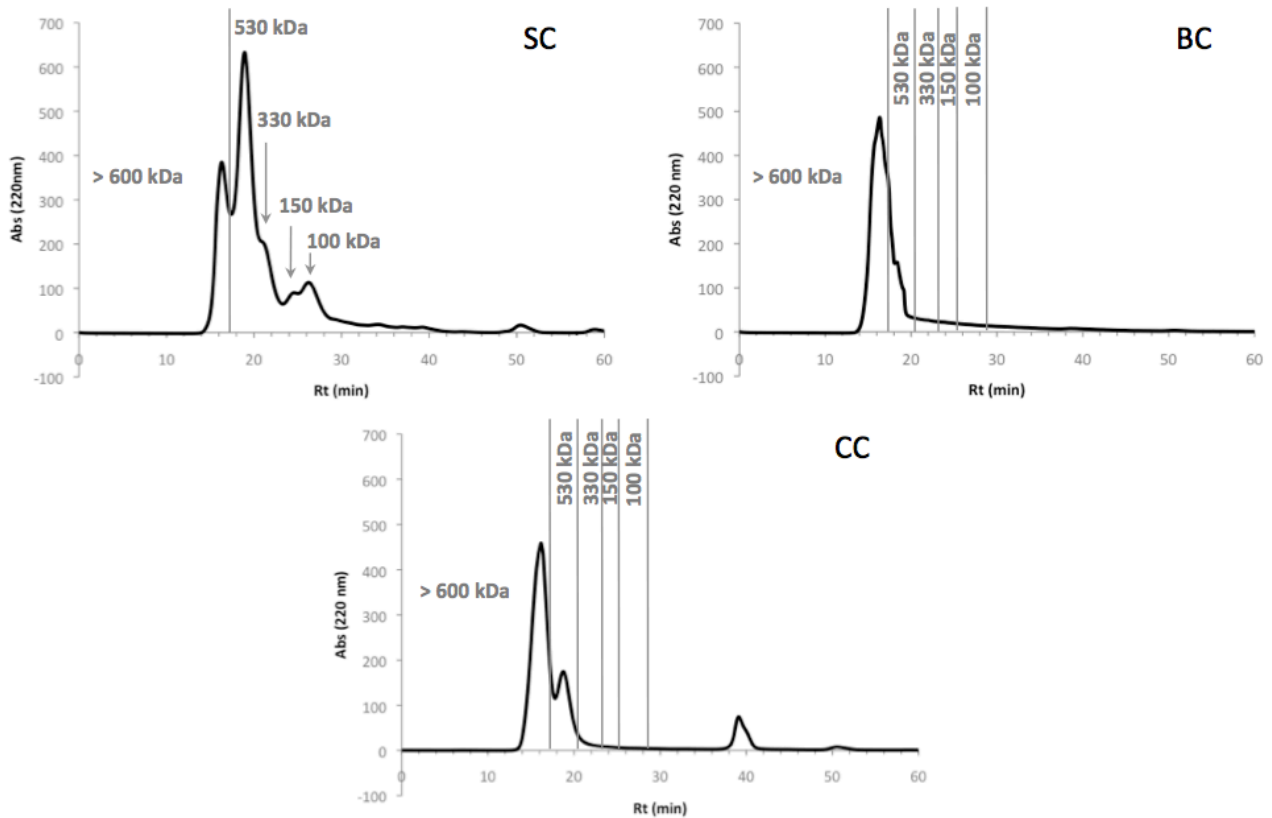 SC
700
600
500
400
300
200
100
0
-100
Abs (220nm)
> 600 kDa
530 kDa
330 kDa
150 kDa
100 kDa
0 10 20 30 40 50 60
Rt (min)
BC
700
600
500
400
300
200
100
0
-100
Abs (220 nm)
> 600 kDa
530 kDa
330 kDa
150 kDa
100 kDa
0 10 20 30 40 50 60
Rt (min)
CC
700
600
500
400
300
200
100
0
-100
Abs (220 nm)
> 600 kDa
530 kDa
330 kDa
150 kDa
100 kDa
0 10 20 30 40 50 60
Rt (min)